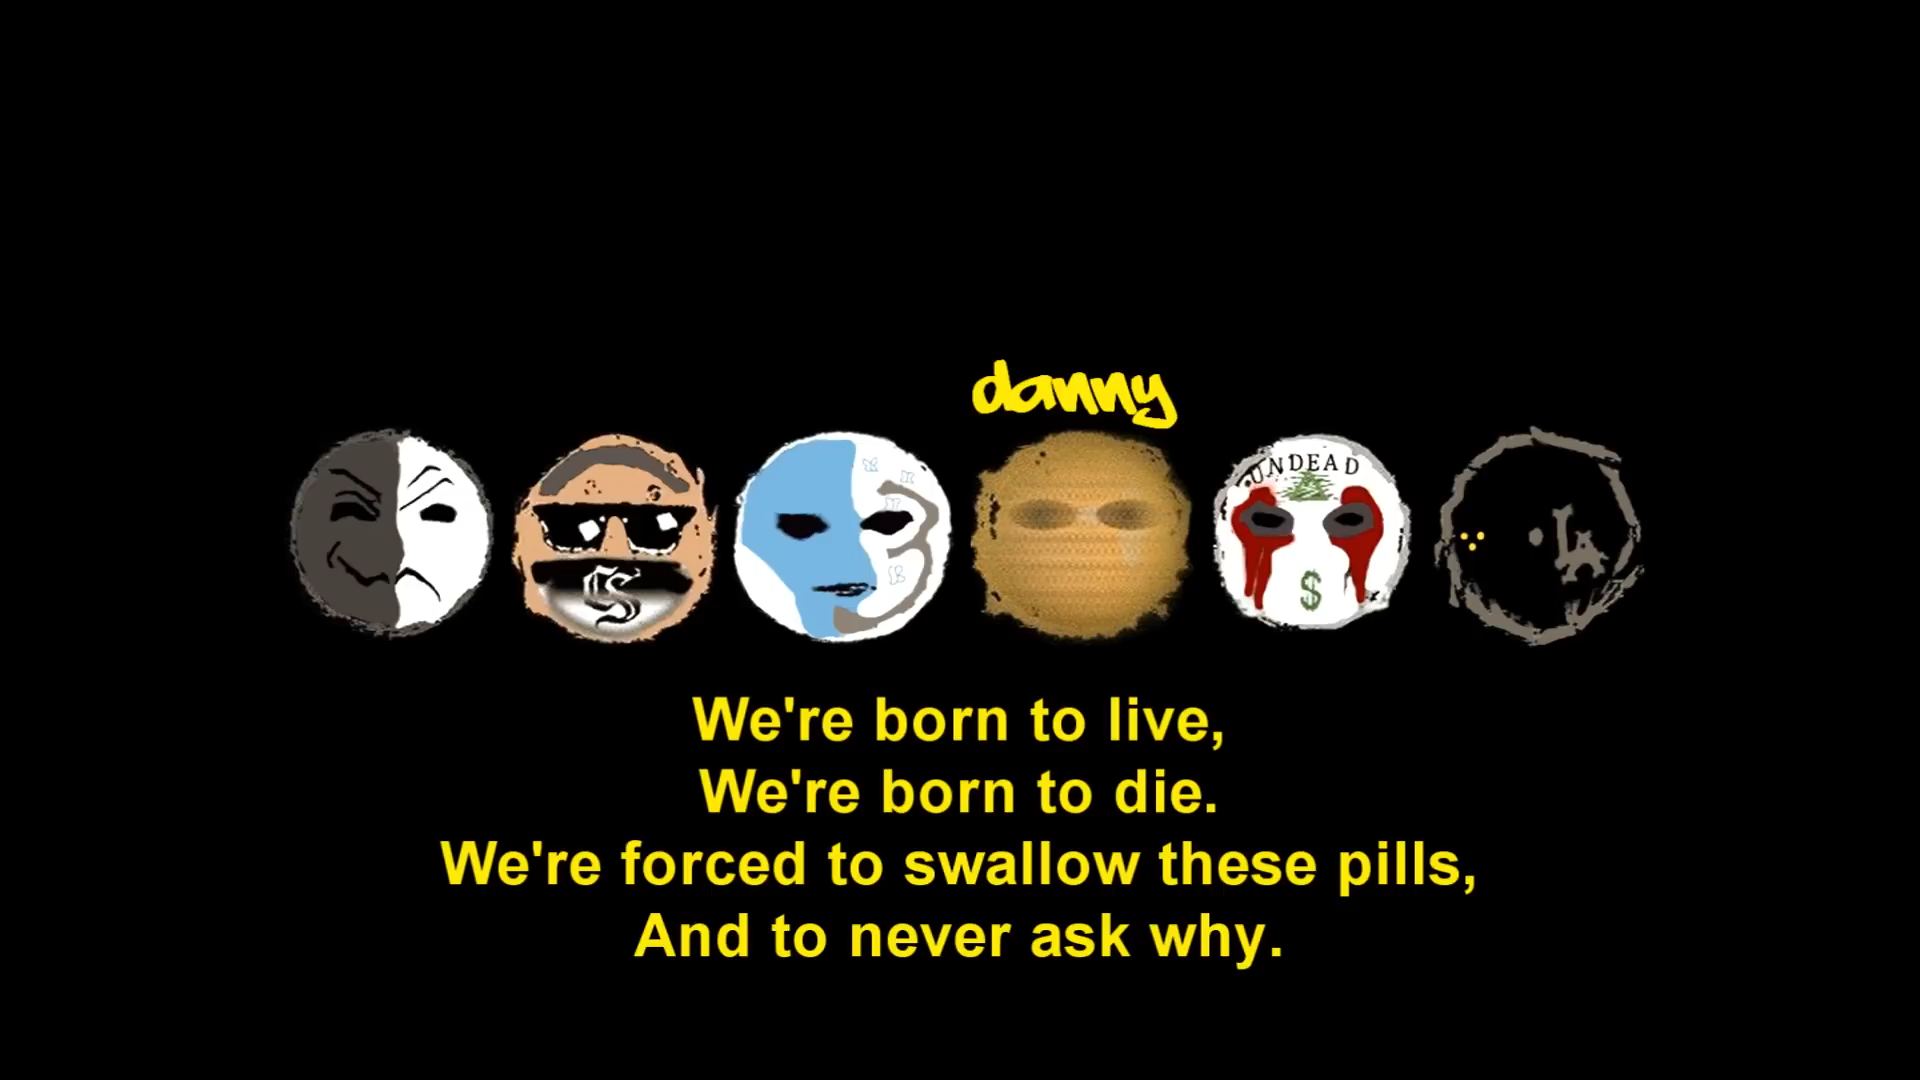 danny
UNDEAD
S
$
LA
We're born to live,
We're born to die.
We're forced to swallow these pills,
And to never ask why.